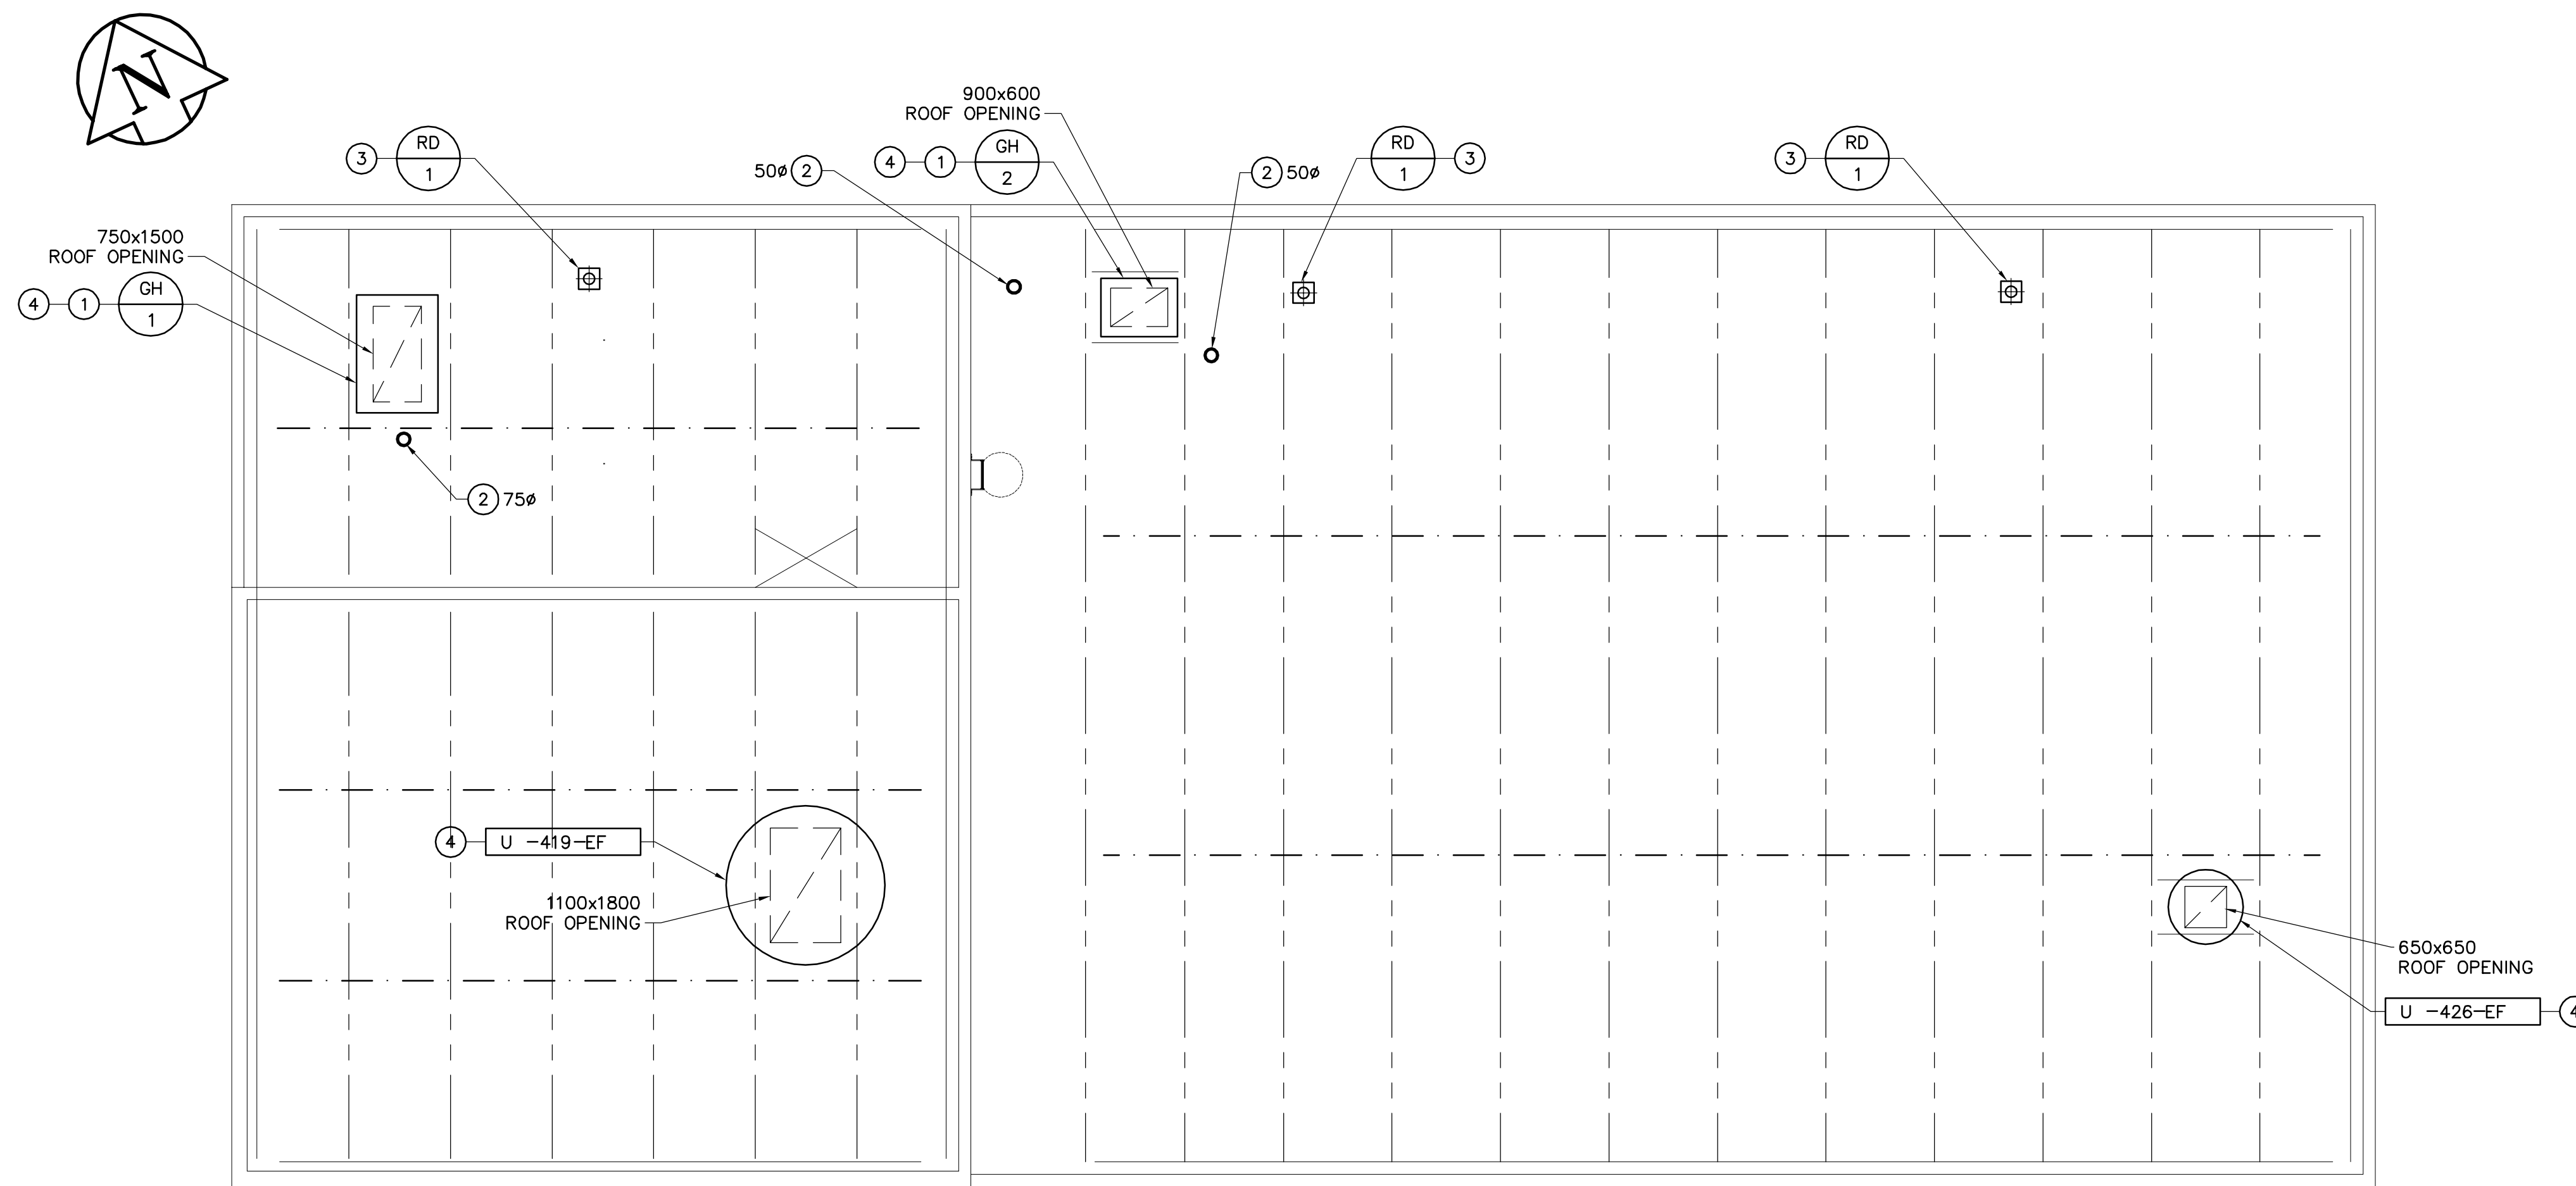 N
900x600
ROOF OPENING
3 RD 1
50ø 2
4 1 GH 2
2 50ø
RD 1 3
3 RD 1
750x1500
ROOF OPENING
4 1 GH 1
2 75ø
4 U -419-EF
1100x1800
ROOF OPENING
650x650
ROOF OPENING
U -426-EF 4